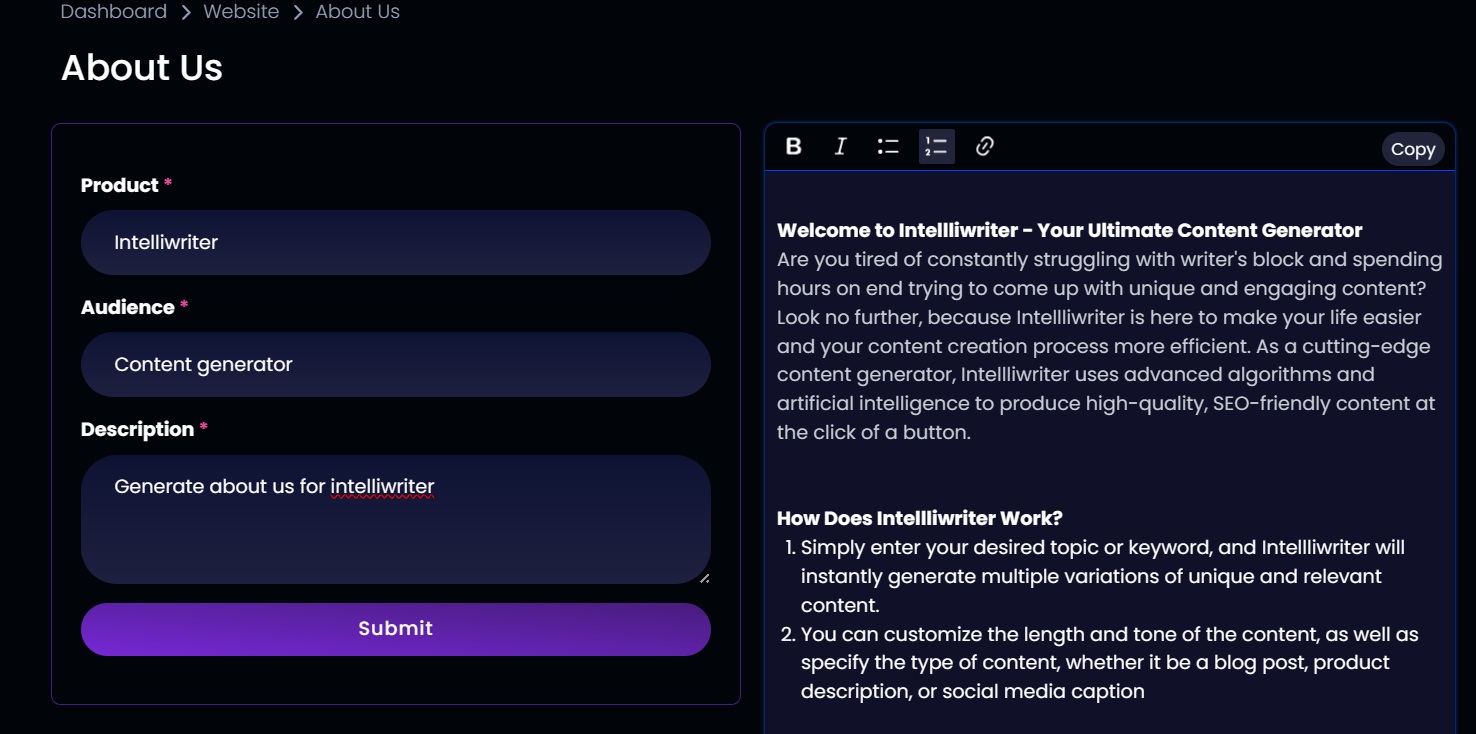 Dashboard > Website > About Us
About Us
Product *
Intelliwriter
Audience *
Content generator
Description *
Generate about us for intelliwriter
Submit
B I Copy
Welcome to Intellliwriter - Your Ultimate Content Generator
Are you tired of constantly struggling with writer's block and spending
hours on end trying to come up with unique and engaging content?
Look no further, because Intellliwriter is here to make your life easier
and your content creation process more efficient. As a cutting-edge
content generator, Intellliwriter uses advanced algorithms and
artificial intelligence to produce high-quality, SEO-friendly content at
the click of a button.
How Does Intellliwriter Work?
1. Simply enter your desired topic or keyword, and Intellliwriter will
instantly generate multiple variations of unique and relevant
content.
2. You can customize the length and tone of the content, as well as
specify the type of content, whether it be a blog post, product
description, or social media caption